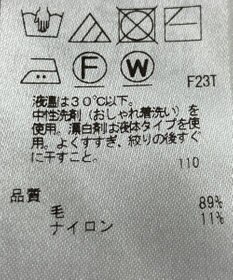 F W
F23T
液温は30℃以下。
中性洗剤(おしゃれ着洗い)を
使用。漂白剤は液体タイプを使
用。よくすすぎ、絞りの後すぐ
に干すこと。
110
品質
毛 89%
ナイロン 11%